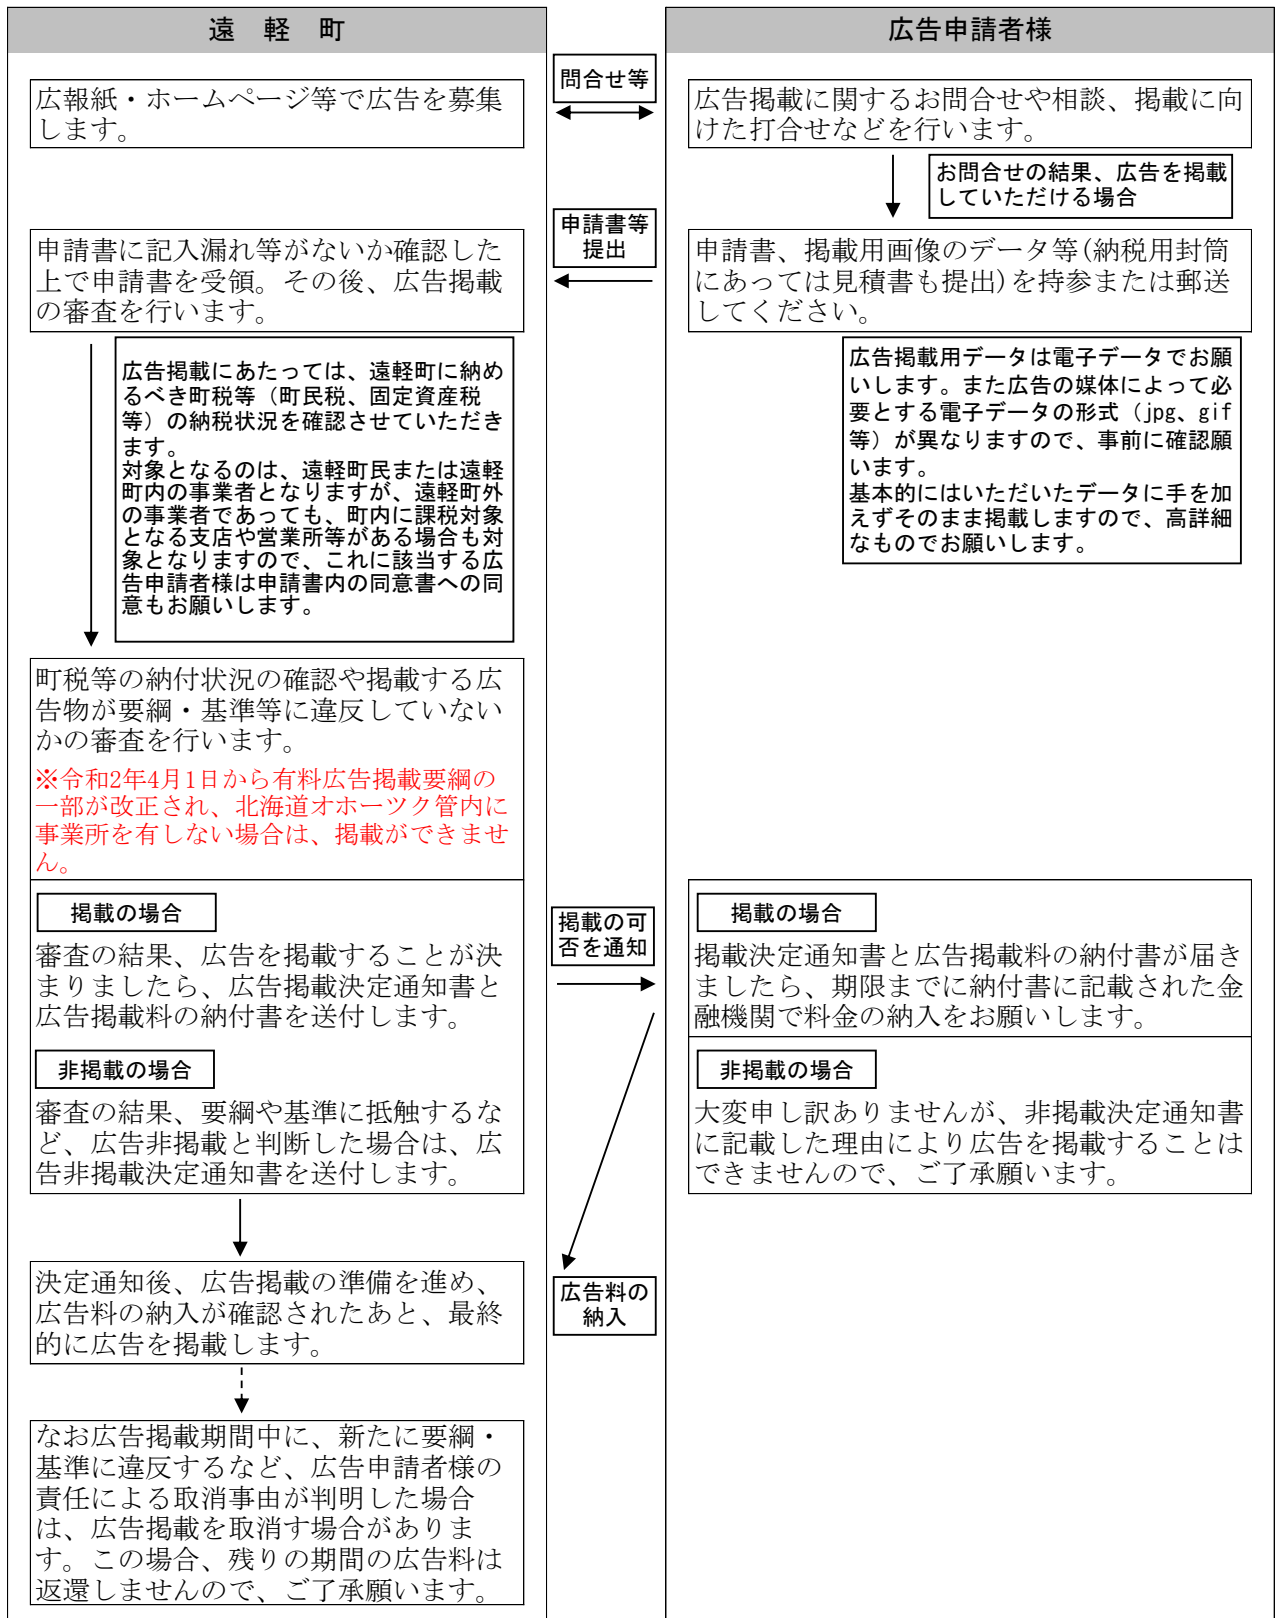 遠　軽　町
広告申請者様
広報紙・ホームページ等で広告を募集
します。
問合せ等
広告掲載に関するお問合せや相談、掲載に向
けた打合せなどを行います。
お問合せの結果、広告を掲載
していただける場合
申請書に記入漏れ等がないか確認した
上で申請書を受領。その後、広告掲載
の審査を行います。
申請書等
提出
申請書、掲載用画像のデータ等(納税用封筒
にあっては見積書も提出)を持参または郵送
してください。
広告掲載にあたっては、遠軽町に納め
るべき町税等（町民税、固定資産税
等）の納税状況を確認させていただき
ます。
対象となるのは、遠軽町民または遠軽
町内の事業者となりますが、遠軽町外
の事業者であっても、町内に課税対象
となる支店や営業所等がある場合も対
象となりますので、これに該当する広
告申請者様は申請書内の同意書への同
意もお願いします。
広告掲載用データは電子データでお願
いします。また広告の媒体によって必
要とする電子データの形式（jpg、gif
等）が異なりますので、事前に確認願
います。
基本的にはいただいたデータに手を加
えずそのまま掲載しますので、高詳細
なものでお願いします。
町税等の納付状況の確認や掲載する広
告物が要綱・基準等に違反していない
かの審査を行います。
※令和2年4月1日から有料広告掲載要綱の
一部が改正され、北海道オホーツク管内に
事業所を有しない場合は、掲載ができませ
ん。
掲載の場合
審査の結果、広告を掲載することが決
まりましたら、広告掲載決定通知書と
広告掲載料の納付書を送付します。
掲載の可
否を通知
掲載の場合
掲載決定通知書と広告掲載料の納付書が届き
ましたら、期限までに納付書に記載された金
融機関で料金の納入をお願いします。
非掲載の場合
審査の結果、要綱や基準に抵触するな
ど、広告非掲載と判断した場合は、広
告非掲載決定通知書を送付します。
非掲載の場合
大変申し訳ありませんが、非掲載決定通知書
に記載した理由により広告を掲載することは
できませんので、ご了承願います。
決定通知後、広告掲載の準備を進め、
広告料の納入が確認されたあと、最終
的に広告を掲載します。
広告料の
納入
なお広告掲載期間中に、新たに要綱・
基準に違反するなど、広告申請者様の
責任による取消事由が判明した場合
は、広告掲載を取消す場合がありま
す。この場合、残りの期間の広告料は
返還しませんので、ご了承願います。